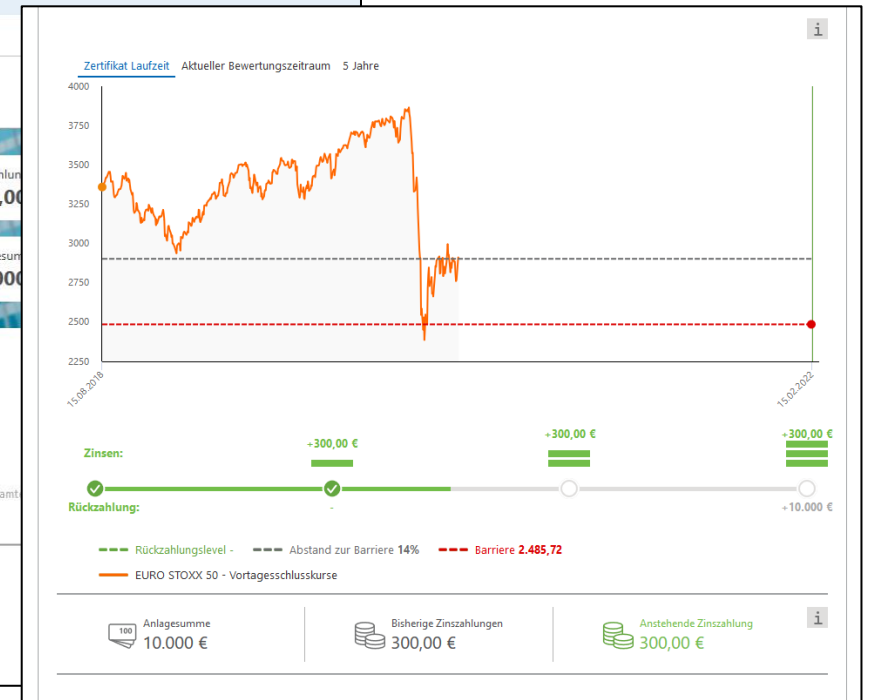 i
Zertifikat Laufzeit Aktueller Bewertungszeitraum 5 Jahre
4000
3750
3500
3250
3000
2750
2500
2250
15.08.2018
15.02.2022
Zinsen:
+300,00 €
+300,00 €
+300,00 €
Rückzahlung:
-
+10.000 €
Rückzahlungslevel -
Abstand zur Barriere 14%
Barriere 2.485,72
EURO STOXX 50 - Vortagesschlusskurse
100
Anlagesumme
10.000 €
Bisherige Zinszahlungen
300,00 €
Anstehende Zinszahlung
300,00 €
i